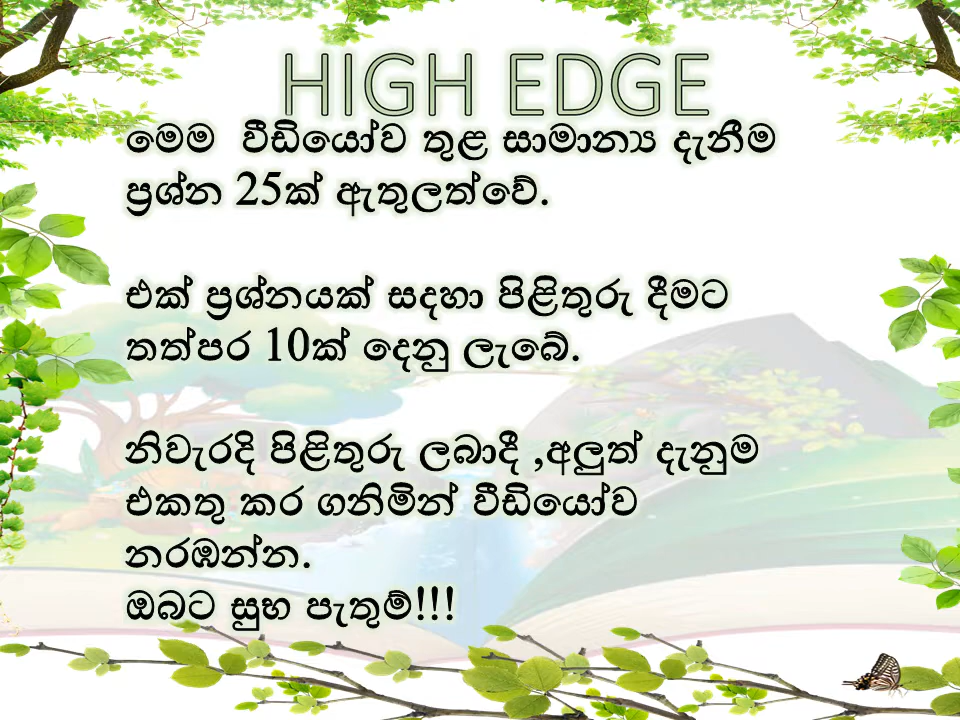 HIGH EDGE
මෙම වීඩියෝව තුළ සාමාන්‍ය දැනීම
ප්‍රශ්න 25ක් ඇතුලත්වේ.
එක් ප්‍රශ්නයක් සදහා පිළිතුරු දීමට
තත්පර 10ක් දෙනු ලැබේ.
නිවැරදි පිළිතුරු ලබාදී ,අලුත් දැනුම
එකතු කර ගනිමින් වීඩියෝව
නරඹන්න.
ඔබට සුභ පැතුම්!!!